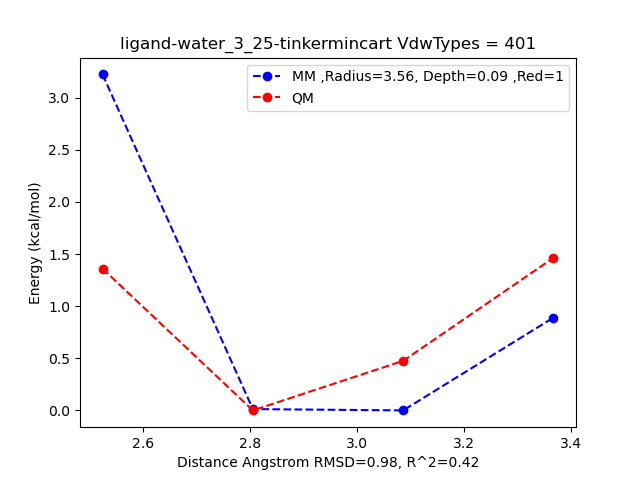 ligand-water_3_25-tinkermincart VdwTypes = 401
MM ,Radius=3.56, Depth=0.09 ,Red=1
QM
Energy (kcal/mol)
3.0
2.5
2.0
1.5
1.0
0.5
0.0
2.6
2.8
3.0
3.2
3.4
Distance Angstrom RMSD=0.98, R^2=0.42